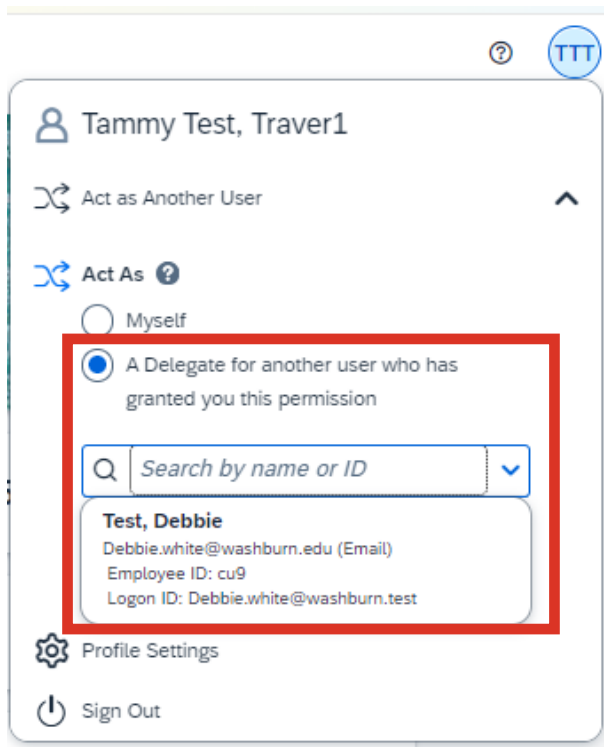 TTT
Tammy Test, Traver1
Act as Another User
Act As
Myself
A Delegate for another user who has
granted you this permission
Search by name or ID
Test, Debbie
Debbie.white@washburn.edu (Email)
Employee ID: cu9
Logon ID: Debbie.white@washburn.test
Profile Settings
Sign Out